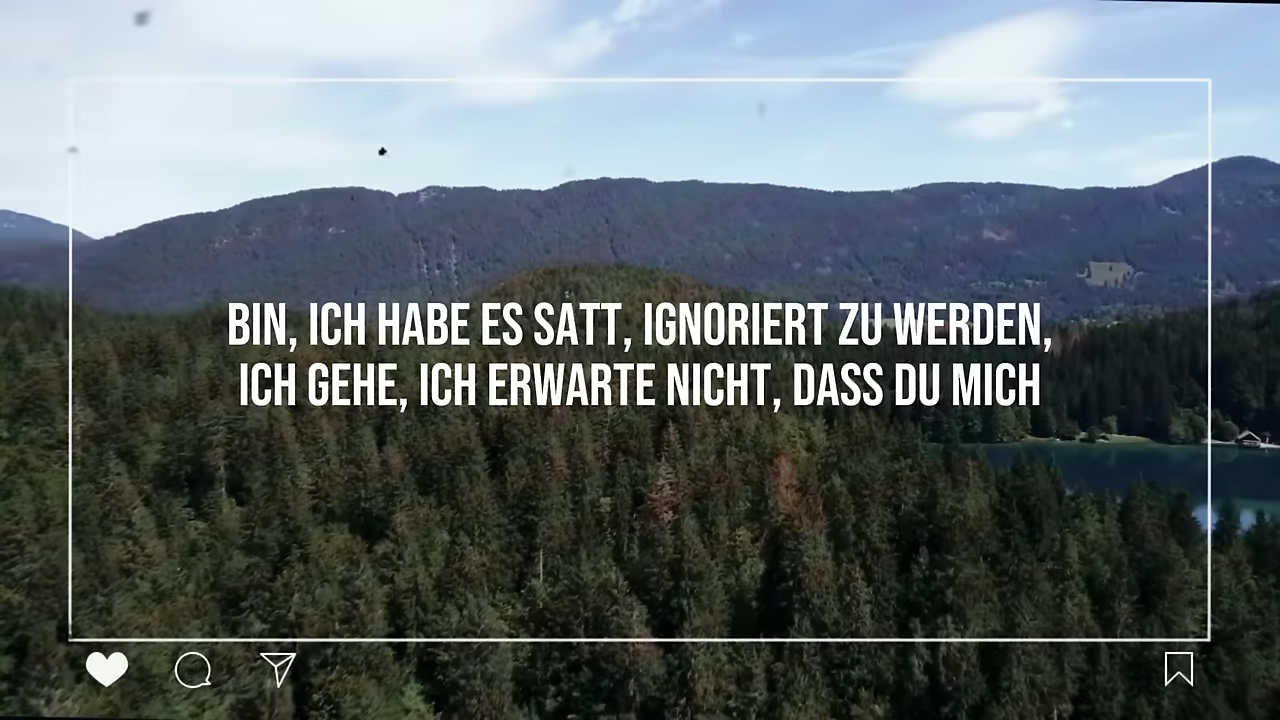 BIN, ICH HABE ES SATT, IGNORIERT ZU WERDEN,
ICH GEHE, ICH ERWARTE NICHT, DASS DU MICH